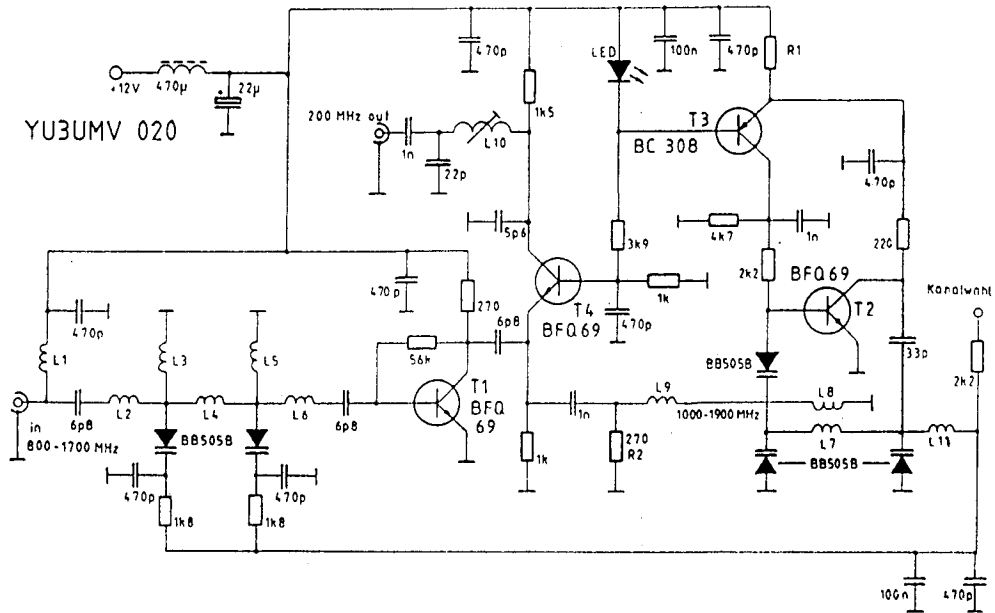 470p
LED
100n
470p
R1
+12V
470µ
22µ
1k5
YU3UMV 020
200 MHz out
1n
L10
22p
T3
BC 308
470p
5p6
3k9
4k7
1n
220
2k2
470p
270
T4
BFQ69
470p
1k
BFQ69
T2
Kanalwahl
470p
6p8
56k
BB505B
33p
2k2
L1
L3
L5
L9
1000-1900 MHz
L8
in
800-1700 MHz
6p8
L2
L4
L6
6p8
T1
BFQ
69
1n
L7
L11
BB505B
270
R2
1k
BB505B
470p
470p
1k8
1k8
100n
470p